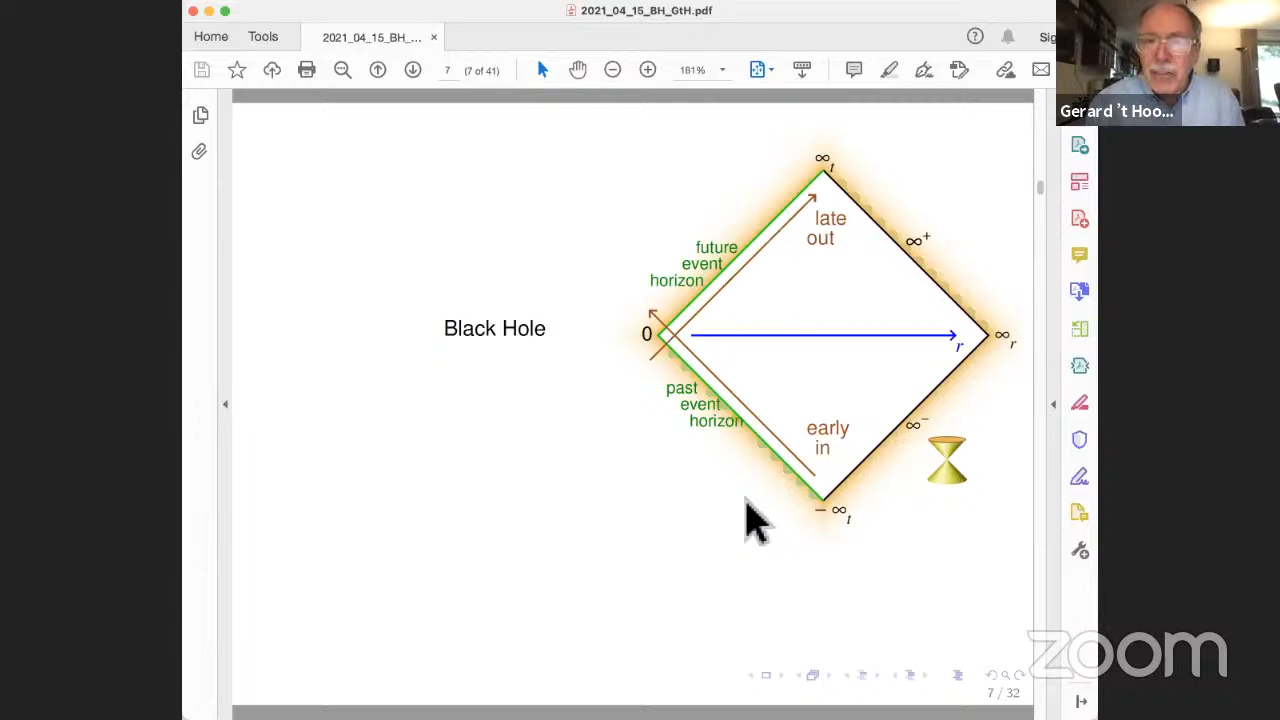 2021_04_15_BH_GtH.pdf
Home
Tools
2021_04_15_BH_...
×
Sig
7
(7 of 41)
181%
Gerard 't Hoo...
∞t
late
out
∞+
future
event
horizon
Black Hole
0
r
∞r
past
event
horizon
early
in
∞−
− ∞t
zoom
7 / 32